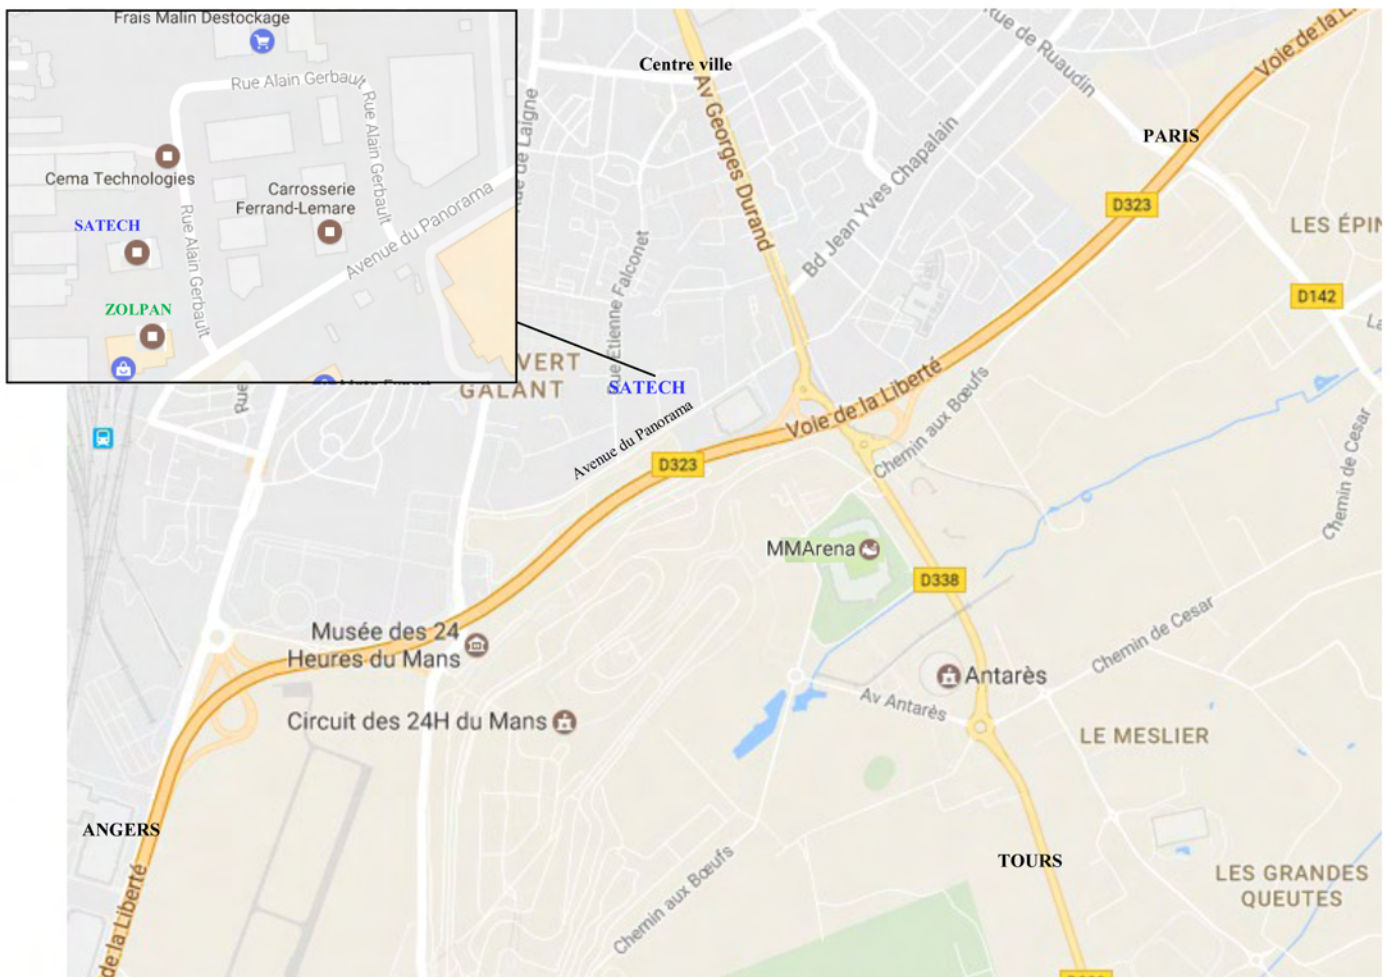 Frais Malin Destockage
Rue Alain Gerbault
Rue Alain Gerbault
Cema Technologies
Carrosserie
Ferrand-Lemare
SATECH
Rue Alain Gerbault
Avenue du Panorama
ZOLPAN
Centre ville
Av Georges Durand
Rue de Ruaudin
Voie de la L
PARIS
D323
Bd Jean Yves Chapalain
LES ÉPIN
D142
La
de Laigne
Rue Etienne Falconet
VERT
GALANT
SATECH
Avenue du Panorama
Voie de la Liberté
Chemin aux Bœufs
D323
Rue
Chemin de Cesar
MMArena
D338
Musée des 24
Heures du Mans
Chemin de Cesar
Antarès
Av Antarès
Circuit des 24H du Mans
LE MESLIER
ANGERS
TOURS
Chemin aux Bœufs
LES GRANDES
QUEUTES
de la Liberté